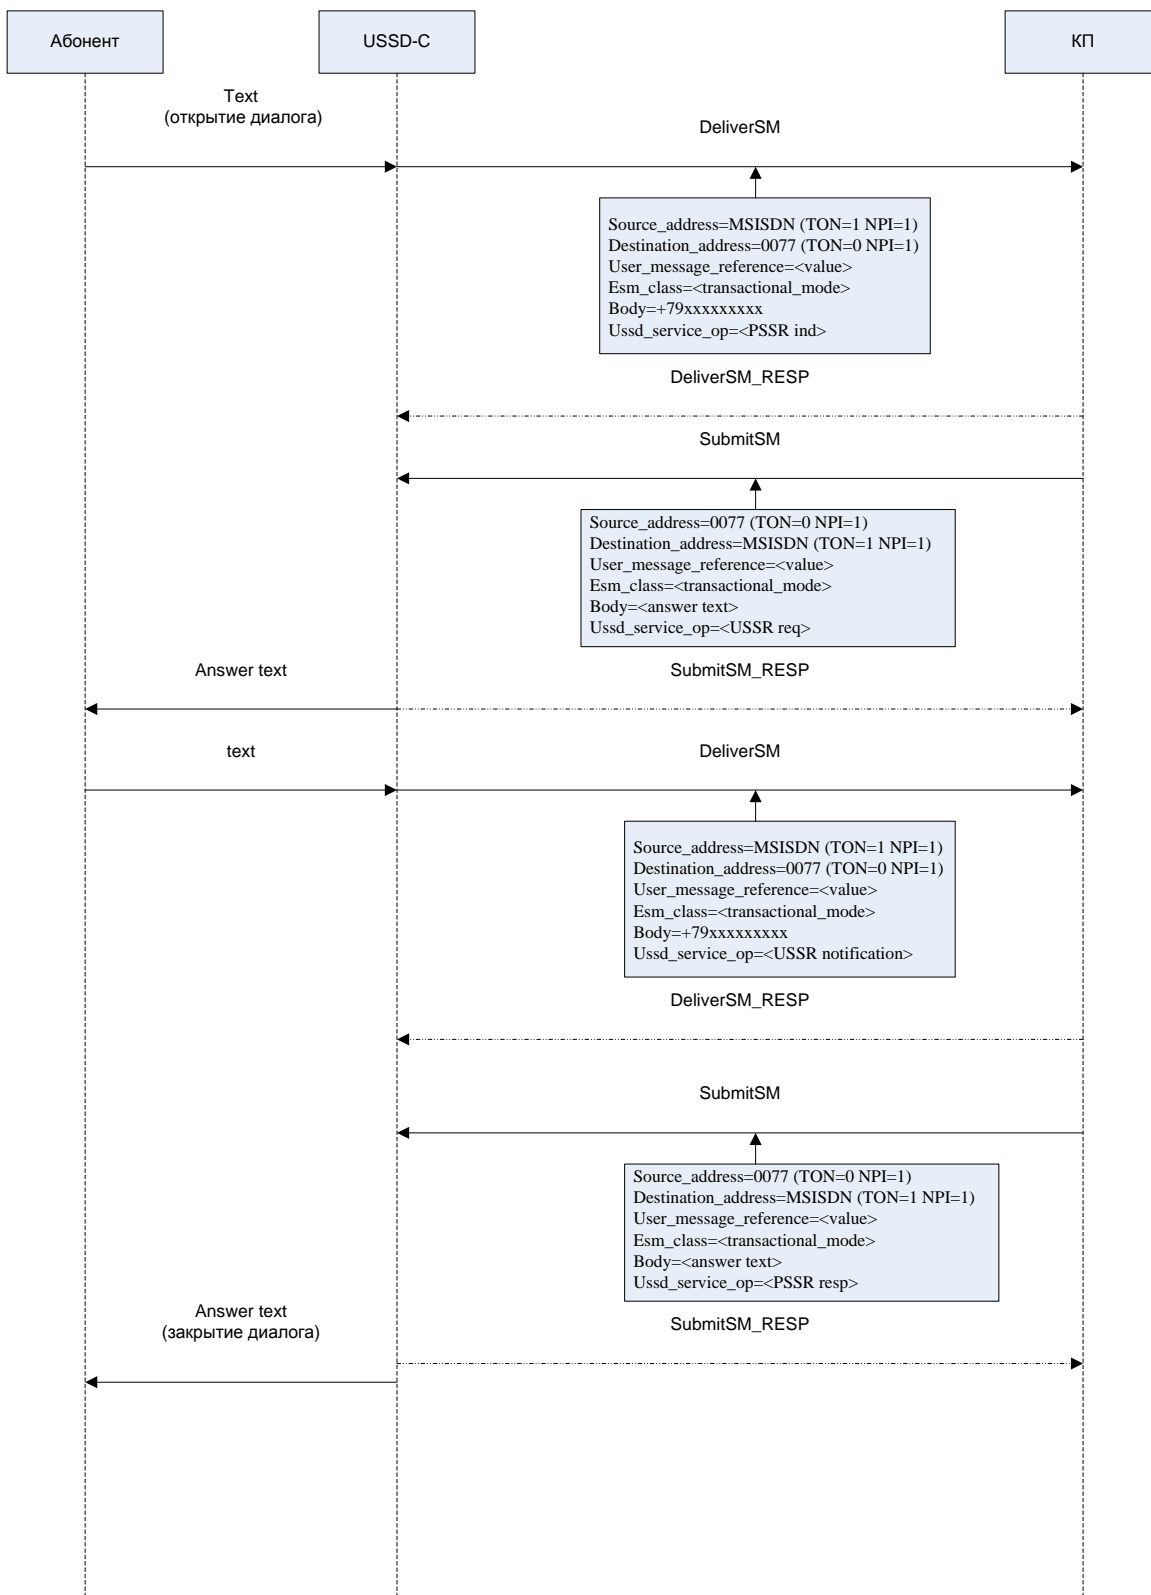 Абонент
USSD-C
КП
Text
(открытие диалога)
DeliverSM
Source_address=MSISDN (TON=1 NPI=1)
Destination_address=0077 (TON=0 NPI=1)
User_message_reference=<value>
Esm_class=<transactional_mode>
Body=+79xxxxxxxxx
Ussd_service_op=<PSSR ind>
DeliverSM_RESP
SubmitSM
Source_address=0077 (TON=0 NPI=1)
Destination_address=MSISDN (TON=1 NPI=1)
User_message_reference=<value>
Esm_class=<transactional_mode>
Body=<answer text>
Ussd_service_op=<USSR req>
Answer text
SubmitSM_RESP
text
DeliverSM
Source_address=MSISDN (TON=1 NPI=1)
Destination_address=0077 (TON=0 NPI=1)
User_message_reference=<value>
Esm_class=<transactional_mode>
Body=+79xxxxxxxxx
Ussd_service_op=<USSR notification>
DeliverSM_RESP
SubmitSM
Source_address=0077 (TON=0 NPI=1)
Destination_address=MSISDN (TON=1 NPI=1)
User_message_reference=<value>
Esm_class=<transactional_mode>
Body=<answer text>
Ussd_service_op=<PSSR resp>
Answer text
(закрытие диалога)
SubmitSM_RESP